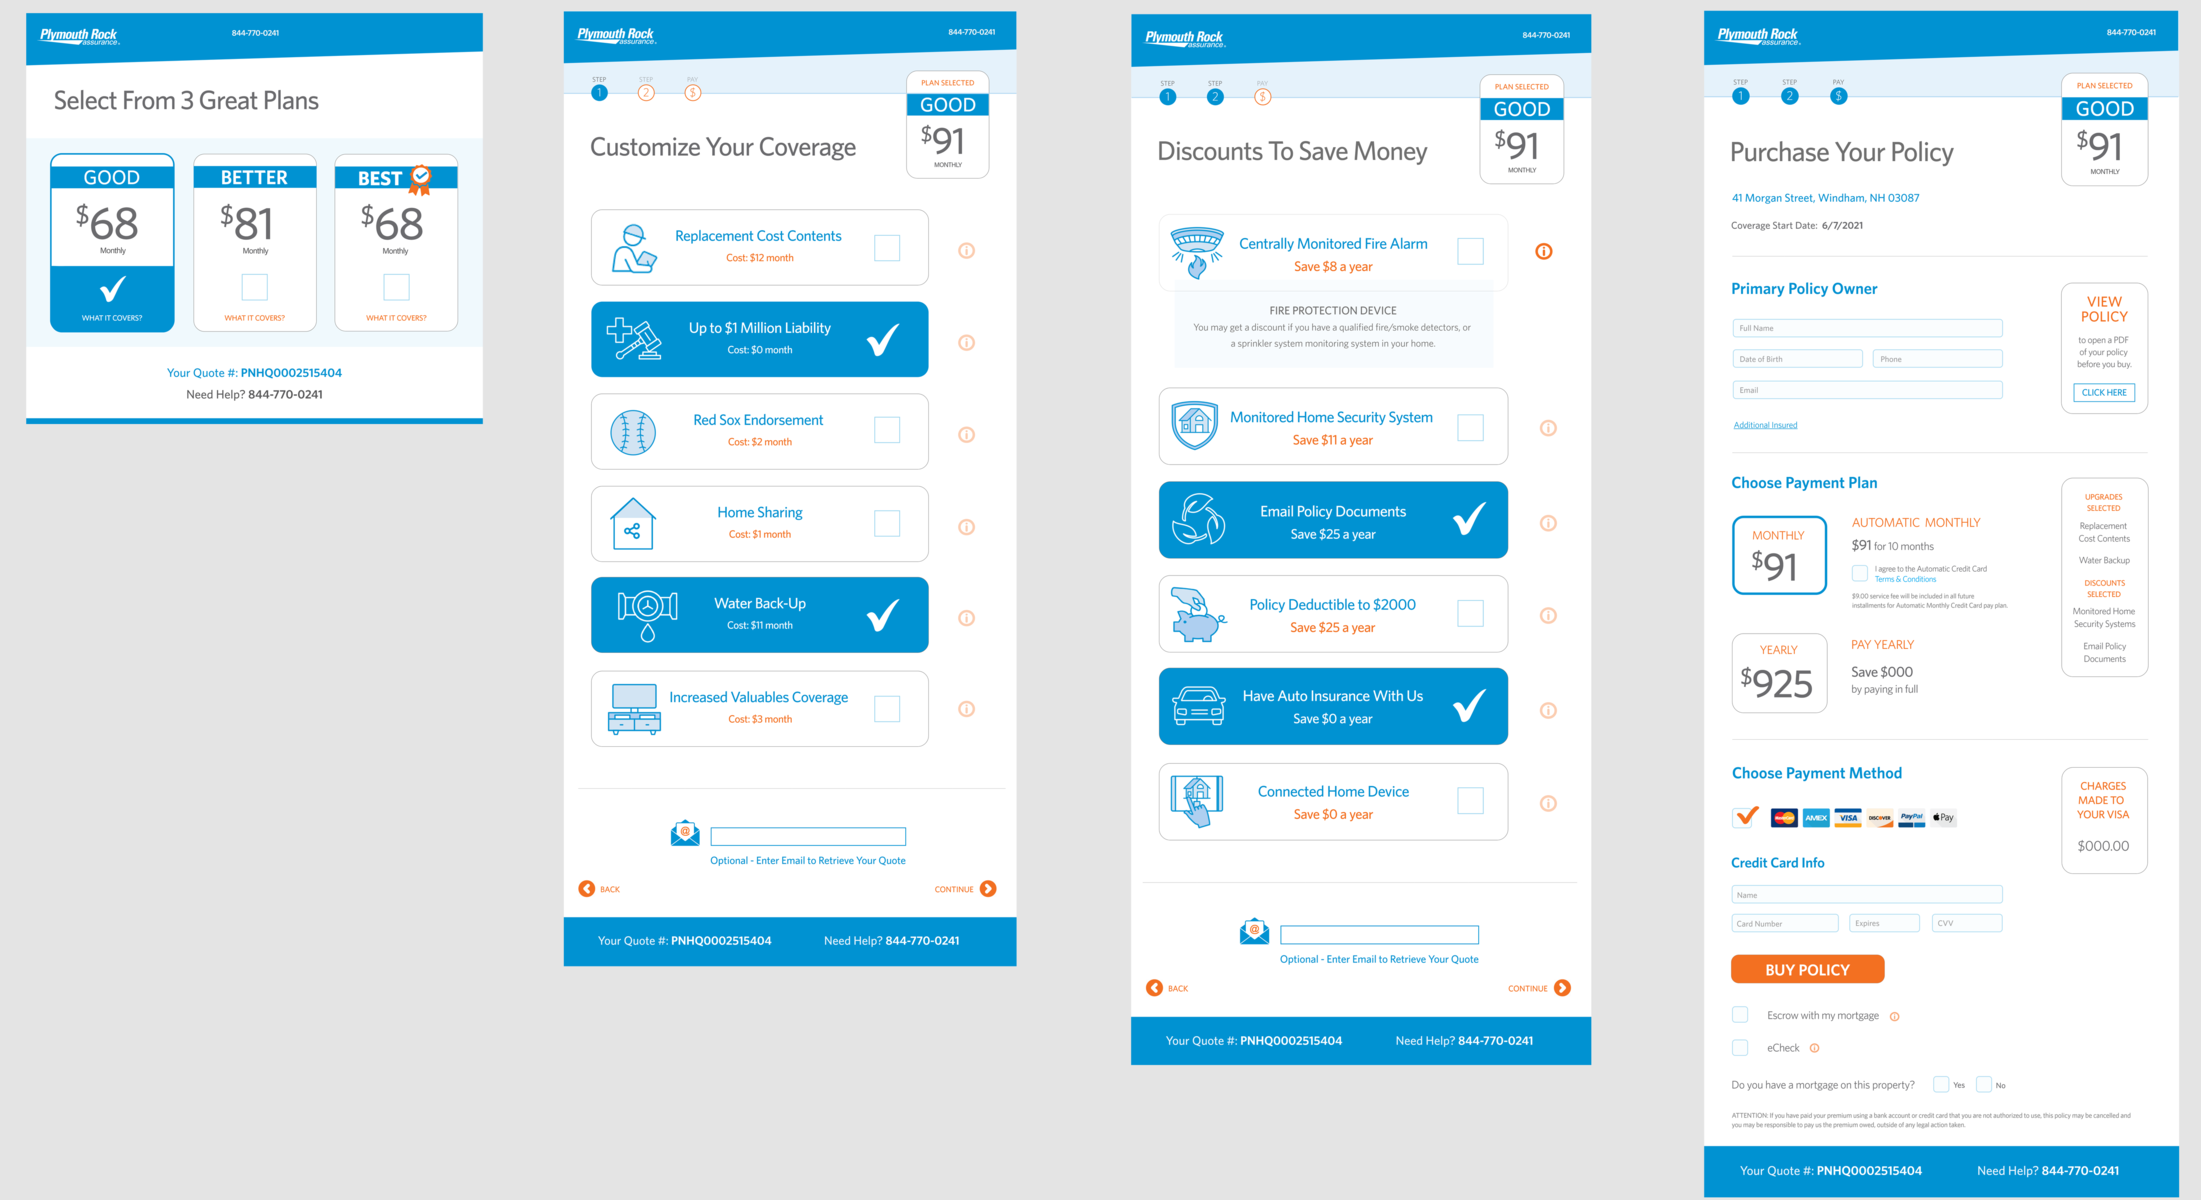 Plymouth Rock
assurance.
844-770-0241
Select From 3 Great Plans
GOOD
$68
Monthly
WHAT IT COVERS?
BETTER
$81
Monthly
WHAT IT COVERS?
BEST
$68
Monthly
WHAT IT COVERS?
Your Quote #: PNHQ0002515404
Need Help? 844-770-0241
Plymouth Rock
assurance.
844-770-0241
STEP
1
STEP
2
PAY
$
PLAN SELECTED
GOOD
$91
MONTHLY
Customize Your Coverage
Replacement Cost Contents
Cost: $12 month
Up to $1 Million Liability
Cost: $0 month
Red Sox Endorsement
Cost: $2 month
Home Sharing
Cost: $1 month
Water Back-Up
Cost: $11 month
Increased Valuables Coverage
Cost: $3 month
@
Optional - Enter Email to Retrieve Your Quote
BACK
CONTINUE
Your Quote #: PNHQ0002515404
Need Help? 844-770-0241
Plymouth Rock
assurance.
844-770-0241
STEP
1
STEP
2
PAY
$
PLAN SELECTED
GOOD
$91
MONTHLY
Discounts To Save Money
Centrally Monitored Fire Alarm
Save $8 a year
FIRE PROTECTION DEVICE
You may get a discount if you have a qualified fire/smoke detectors, or
a sprinkler system monitoring system in your home.
Monitored Home Security System
Save $11 a year
Email Policy Documents
Save $25 a year
Policy Deductible to $2000
Save $25 a year
Have Auto Insurance With Us
Save $0 a year
Connected Home Device
Save $0 a year
@
Optional - Enter Email to Retrieve Your Quote
BACK
CONTINUE
Your Quote #: PNHQ0002515404
Need Help? 844-770-0241
Plymouth Rock
assurance.
844-770-0241
STEP
1
STEP
2
PAY
$
PLAN SELECTED
GOOD
$91
MONTHLY
Purchase Your Policy
41 Morgan Street, Windham, NH 03087
Coverage Start Date: 6/7/2021
Primary Policy Owner
Full Name
Date of Birth
Phone
Email
Additional Insured
VIEW
POLICY
to open a PDF
of your policy
before you buy.
CLICK HERE
Choose Payment Plan
MONTHLY
$91
AUTOMATIC MONTHLY
$91 for 10 months
I agree to the Automatic Credit Card
Terms & Conditions
$9.00 service fee will be included in all future
installments for Automatic Monthly Credit Card pay plan.
YEARLY
$925
PAY YEARLY
Save $000
by paying in full
UPGRADES
SELECTED
Replacement
Cost Contents
Water Backup
DISCOUNTS
SELECTED
Monitored Home
Security Systems
Email Policy
Documents
Choose Payment Method
AMEX
VISA
DISCOVER
PayPal
Pay
CHARGES
MADE TO
YOUR VISA
$000.00
Credit Card Info
Name
Card Number
Expires
CVV
BUY POLICY
Escrow with my mortgage
eCheck
Do you have a mortgage on this property?
Yes
No
ATTENTION: If you have paid your premium using a bank account or credit card that you are not authorized to use, this policy may be cancelled and
you may be responsible to pay us the premium owed, outside of any legal action taken.
Your Quote #: PNHQ0002515404
Need Help? 844-770-0241